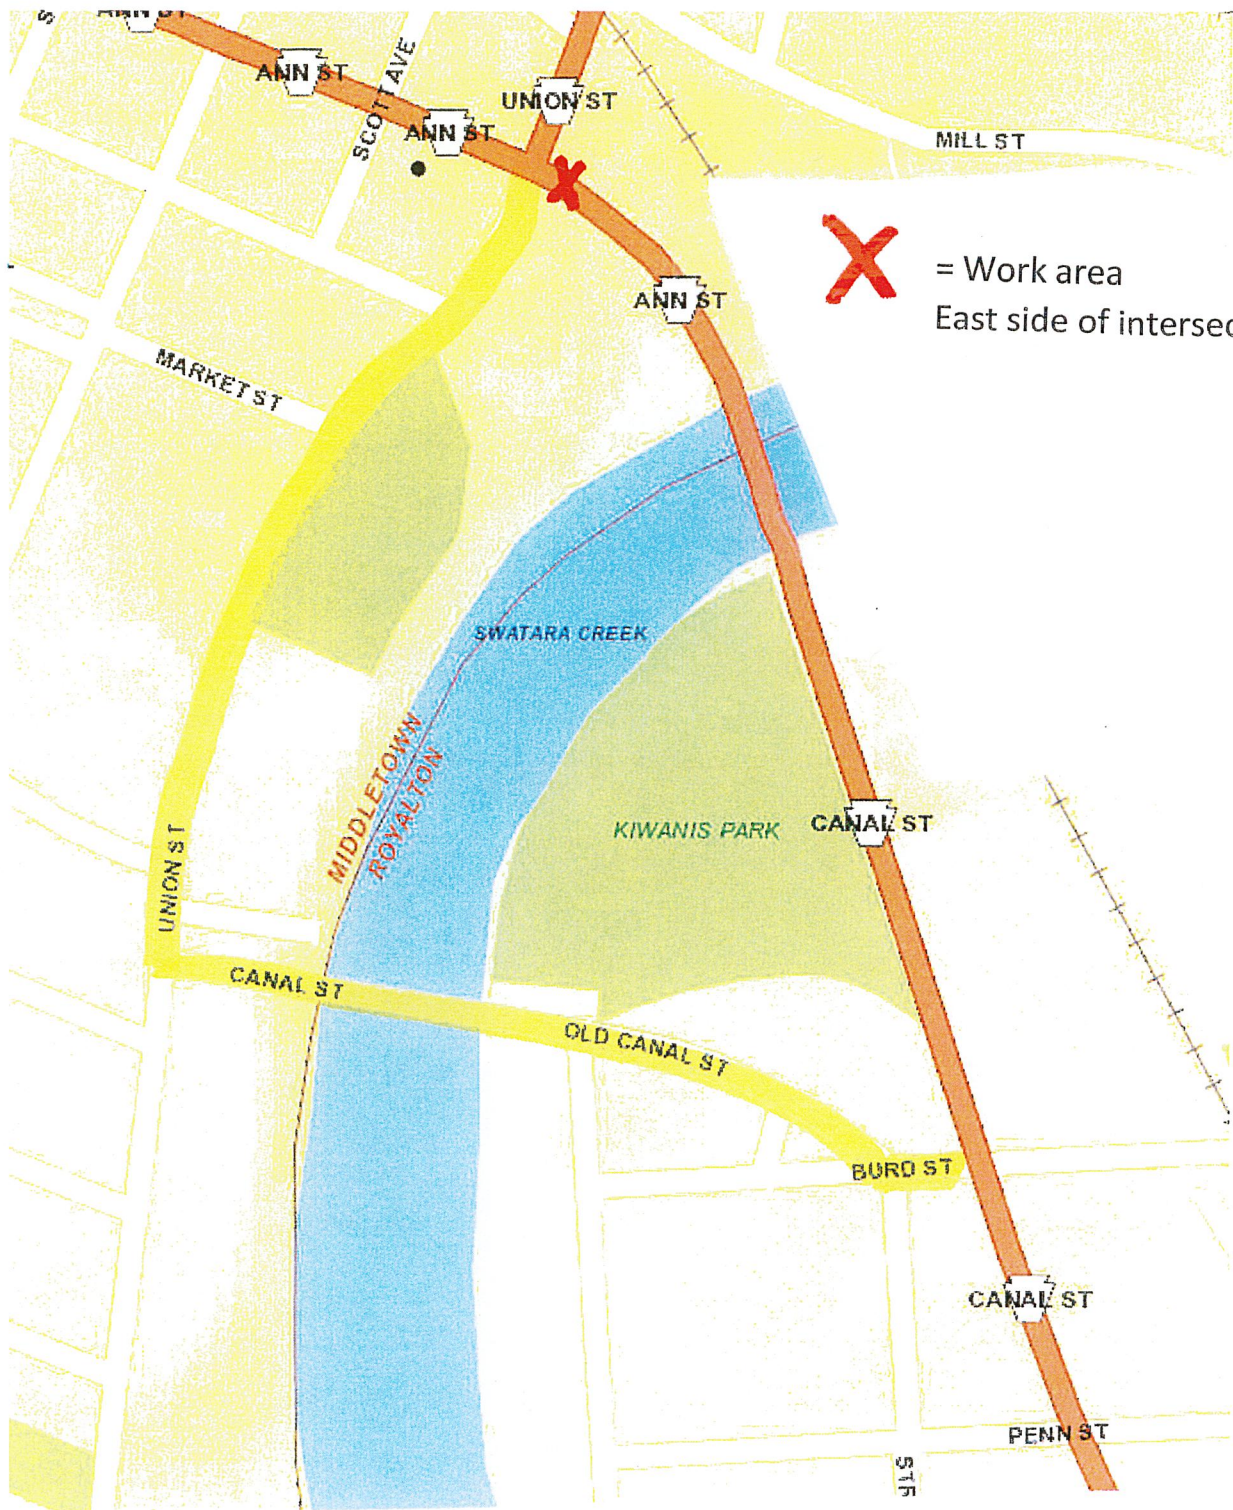 ANN ST
ANN ST
SCOTT AVE
ANN ST
UNION ST
MILL ST
= Work area
East side of intersec
ANN ST
MARKET ST
SWATARA CREEK
MIDDLETOWN
ROYALTON
KIWANIS PARK
CANAL ST
UNION ST
CANAL ST
OLD CANAL ST
BURD ST
CANAL ST
PENN ST
STR